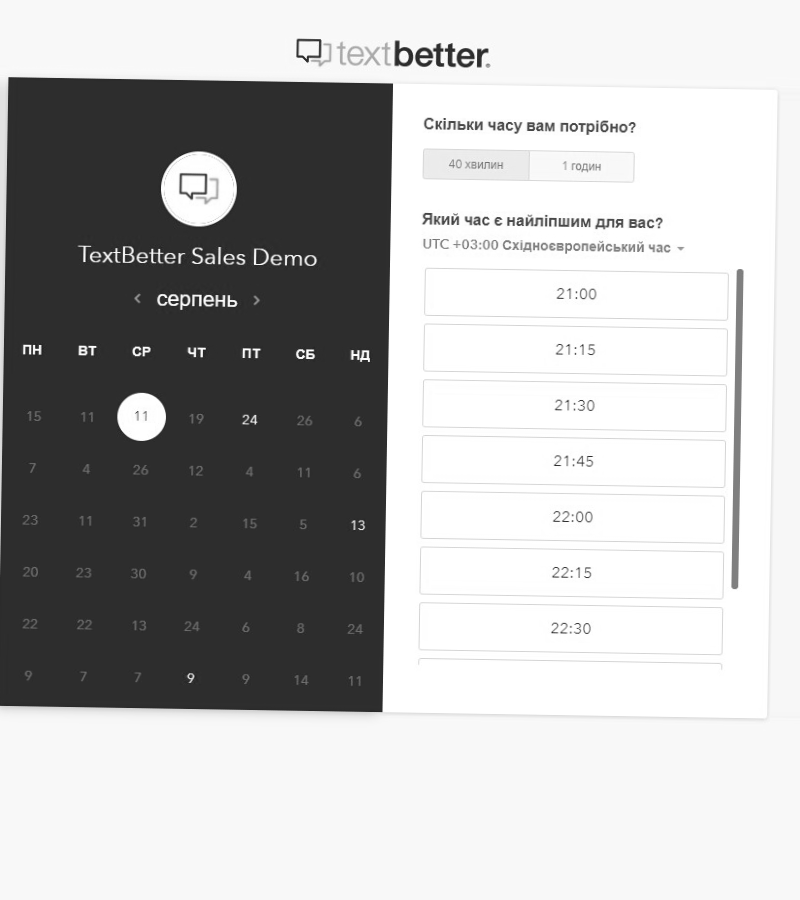 textbetter.
TextBetter Sales Demo
серпень
ПН ВТ СР ЧТ ПТ СБ НД
15 11 11 19 24 26 6
7 4 26 12 4 11 6
23 11 31 2 15 5 13
20 23 30 9 4 16 10
22 22 13 24 6 8 24
9 7 7 9 9 14 11
Скільки часу вам потрібно?
40 хвилин 1 годин
Який час є найліпшим для вас?
UTC +03:00 Східноєвропейський час
21:00
21:15
21:30
21:45
22:00
22:15
22:30